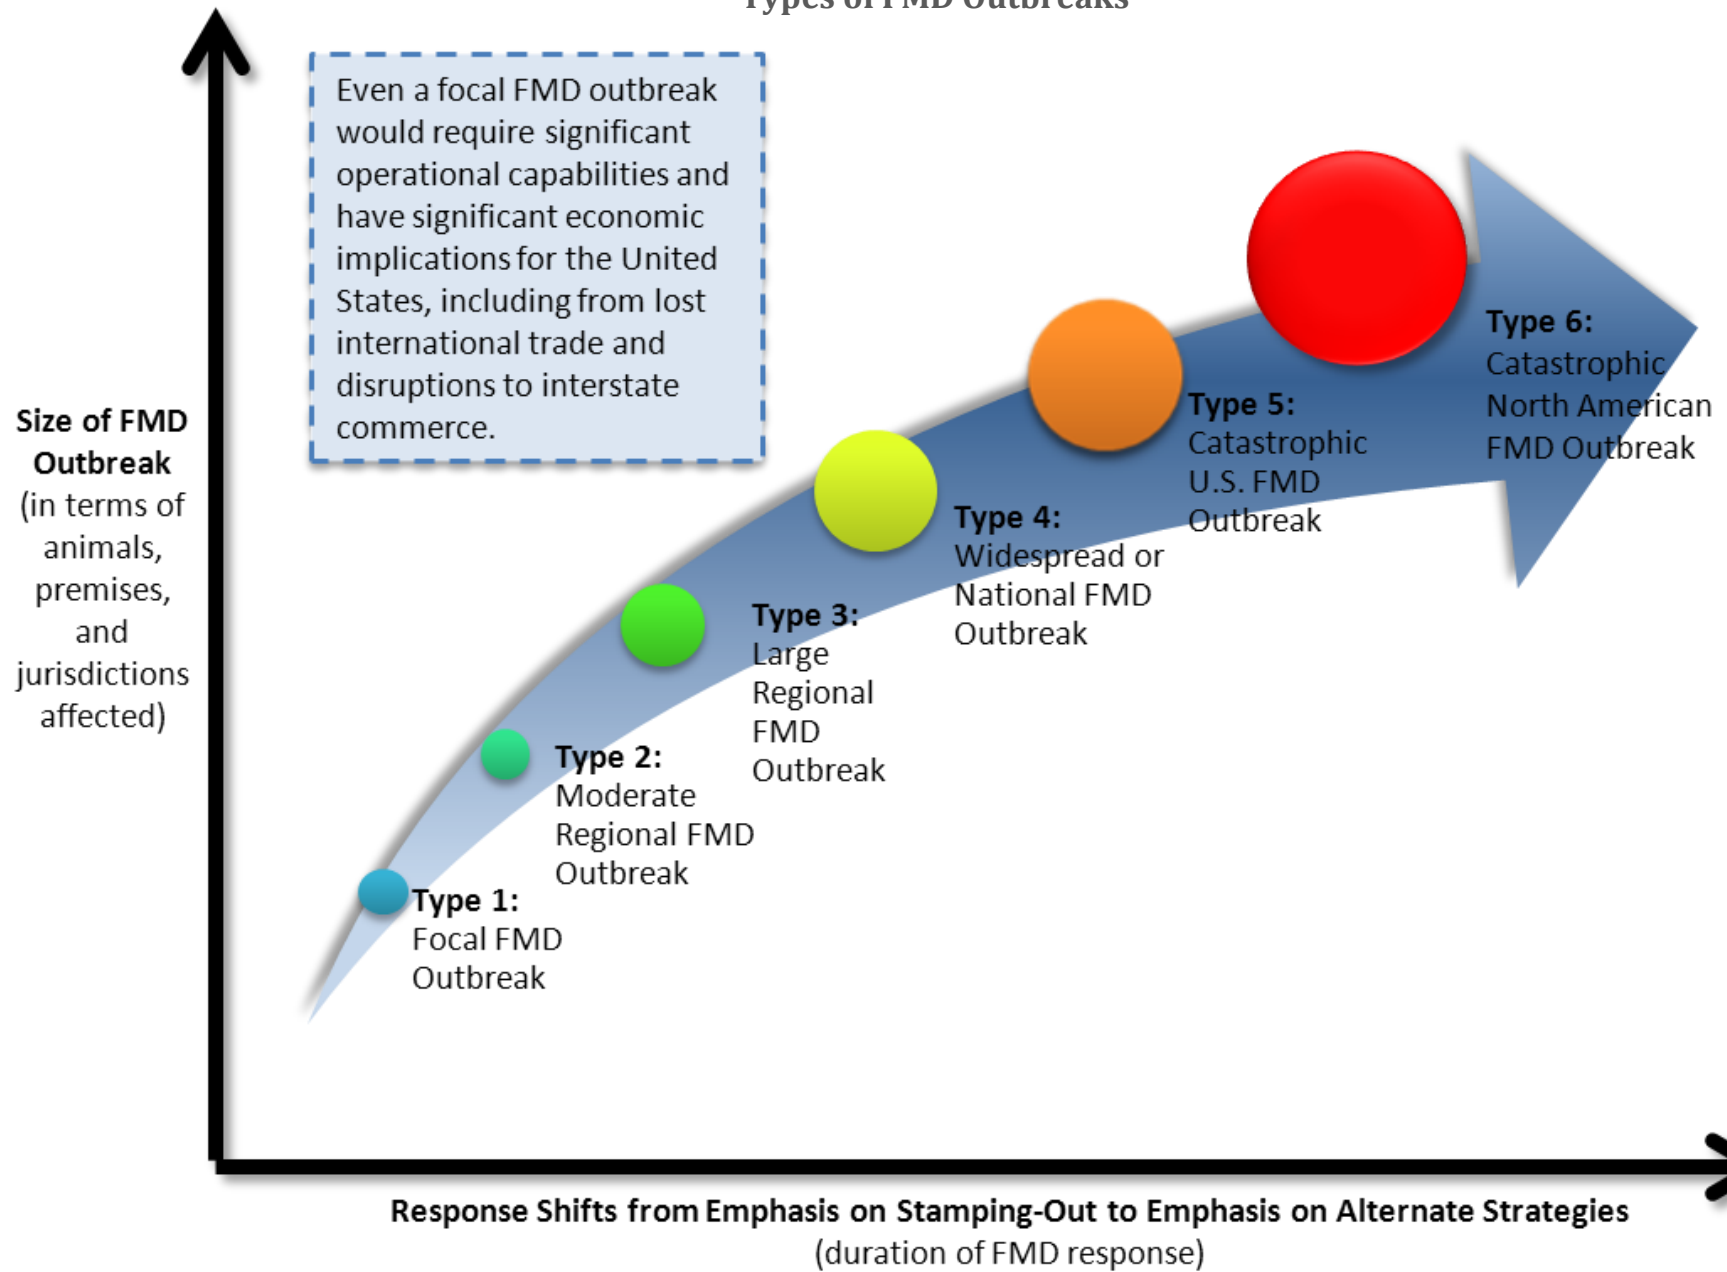 Types of FMD Outbreaks
Even a focal FMD outbreak
would require significant
operational capabilities and
have significant economic
implications for the United
States, including from lost
international trade and
disruptions to interstate
commerce.
Size of FMD
Outbreak
(in terms of
animals,
premises,
and
jurisdictions
affected)
Type 1:
Focal FMD
Outbreak
Type 2:
Moderate
Regional FMD
Outbreak
Type 3:
Large
Regional
FMD
Outbreak
Type 4:
Widespread or
National FMD
Outbreak
Type 5:
Catastrophic
U.S. FMD
Outbreak
Type 6:
Catastrophic
North American
FMD Outbreak
Response Shifts from Emphasis on Stamping-Out to Emphasis on Alternate Strategies
(duration of FMD response)